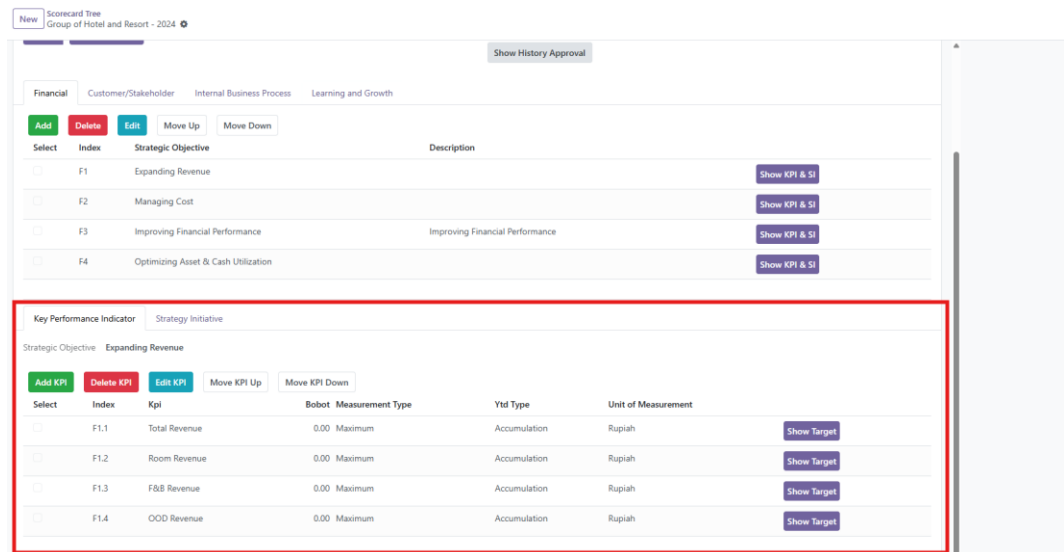 New
Scorecard Tree
Group of Hotel and Resort - 2024
Show History Approval
Financial Customer/Stakeholder Internal Business Process Learning and Growth
Add Delete Edit Move Up Move Down
Select Index Strategic Objective Description
F1 Expanding Revenue Show KPI & SI
F2 Managing Cost Show KPI & SI
F3 Improving Financial Performance Improving Financial Performance Show KPI & SI
F4 Optimizing Asset & Cash Utilization Show KPI & SI
Key Performance Indicator Strategy Initiative
Strategic Objective Expanding Revenue
Add KPI Delete KPI Edit KPI Move KPI Up Move KPI Down
Select Index Kpi Bobot Measurement Type Ytd Type Unit of Measurement
F1.1 Total Revenue 0.00 Maximum Accumulation Rupiah Show Target
F1.2 Room Revenue 0.00 Maximum Accumulation Rupiah Show Target
F1.3 F&B Revenue 0.00 Maximum Accumulation Rupiah Show Target
F1.4 OOD Revenue 0.00 Maximum Accumulation Rupiah Show Target